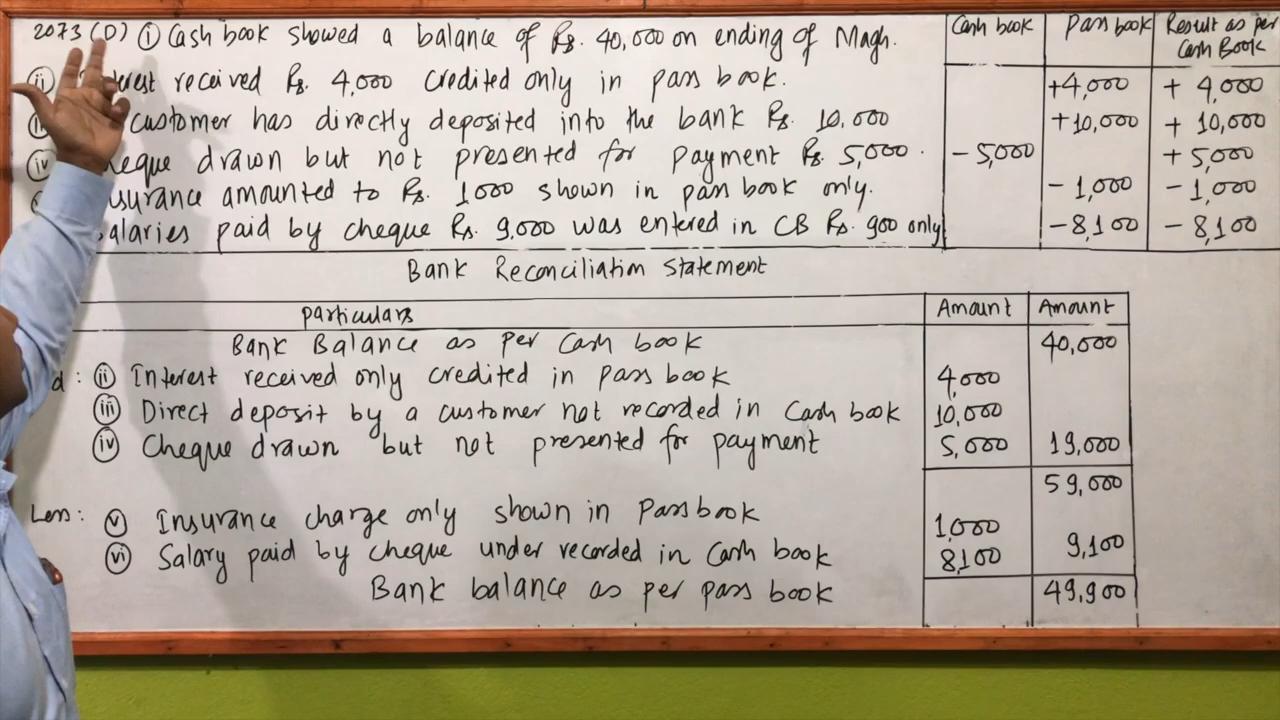 2073 (D) (i) Cash book showed a balance of Rs. 40,000 on ending of Magh.
(ii) received Rs. 4,000 credited only in pass book.
customer has directly deposited into the bank Rs. 10,000
(iv) drawn but not presented for payment Rs. 5,000.
amounted to Rs. 1000 shown in pass book only.
Salaries paid by cheque Rs. 9,000 was entered in CB Rs. 900 only
Cash book Pass book Result as per Cash Book
+4,000 + 4,000
+10,000 + 10,000
- 5,000 + 5,000
- 1,000 - 1,000
- 8,100 - 8,100
Bank Reconciliation Statement
Particulars Amount Amount
Bank Balance as per Cash book 40,000
(ii) Interest received only credited in pass book 4,000
(iii) Direct deposit by a customer not recorded in Cash book 10,000
(iv) Cheque drawn but not presented for payment 5,000 19,000
59,000
Less: (v) Insurance charge only shown in Pass book 1,000
(vi) Salary paid by cheque under recorded in Cash book 8,100 9,100
Bank balance as per pass book 49,900